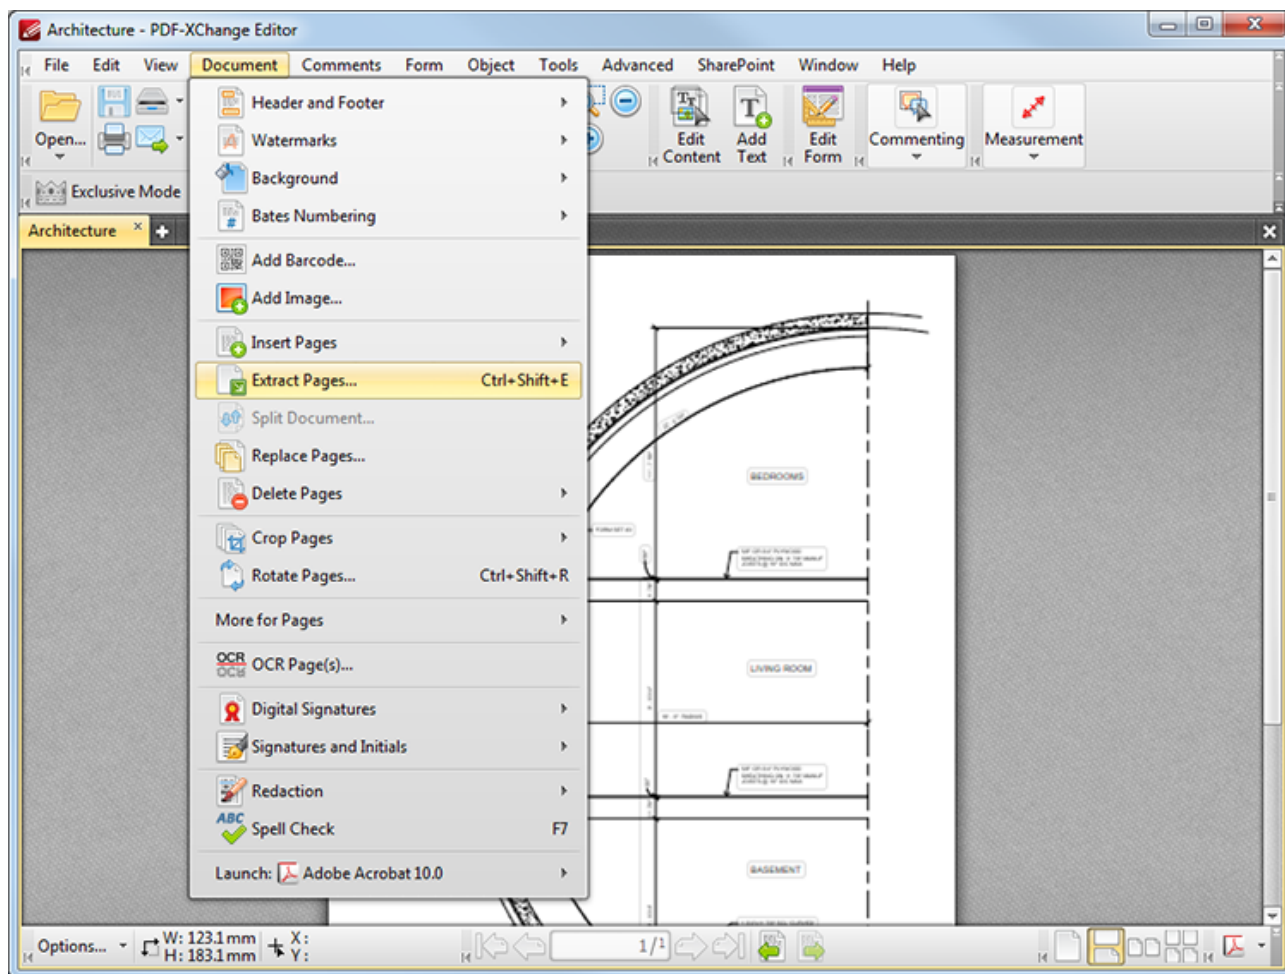 Architecture - PDF-XChange Editor
File Edit View Document Comments Form Object Tools Advanced SharePoint Window Help
Open...
Edit Content
Add Text
Edit Form
Commenting
Measurement
Exclusive Mode
Architecture
Header and Footer
Watermarks
Background
Bates Numbering
Add Barcode...
Add Image...
Insert Pages
Extract Pages... Ctrl+Shift+E
Split Document...
Replace Pages...
Delete Pages
Crop Pages
Rotate Pages... Ctrl+Shift+R
More for Pages
OCR OCR Page(s)...
Digital Signatures
Signatures and Initials
Redaction
ABC Spell Check F7
Launch: Adobe Acrobat 10.0
BEDROOMS
LIVING ROOM
BASEMENT
Options...
W: 123.1 mm
H: 183.1 mm
X:
Y:
1/1